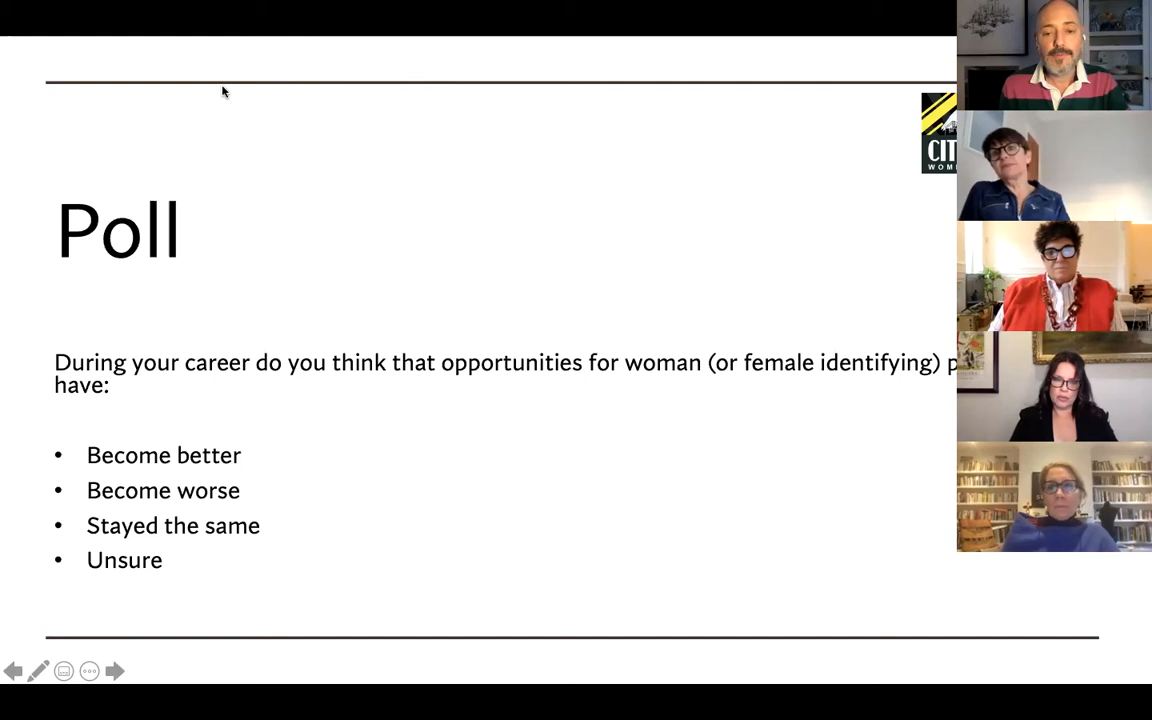 Poll
During your career do you think that opportunities for woman (or female identifying)
have:
• Become better
• Become worse
• Stayed the same
• Unsure